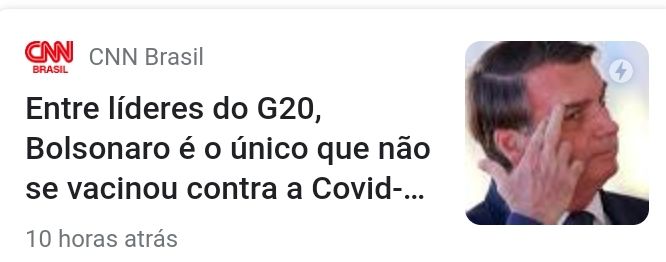 CNN
BRASIL
CNN Brasil
Entre líderes do G20,
Bolsonaro é o único que não
se vacinou contra a Covid-...
10 horas atrás